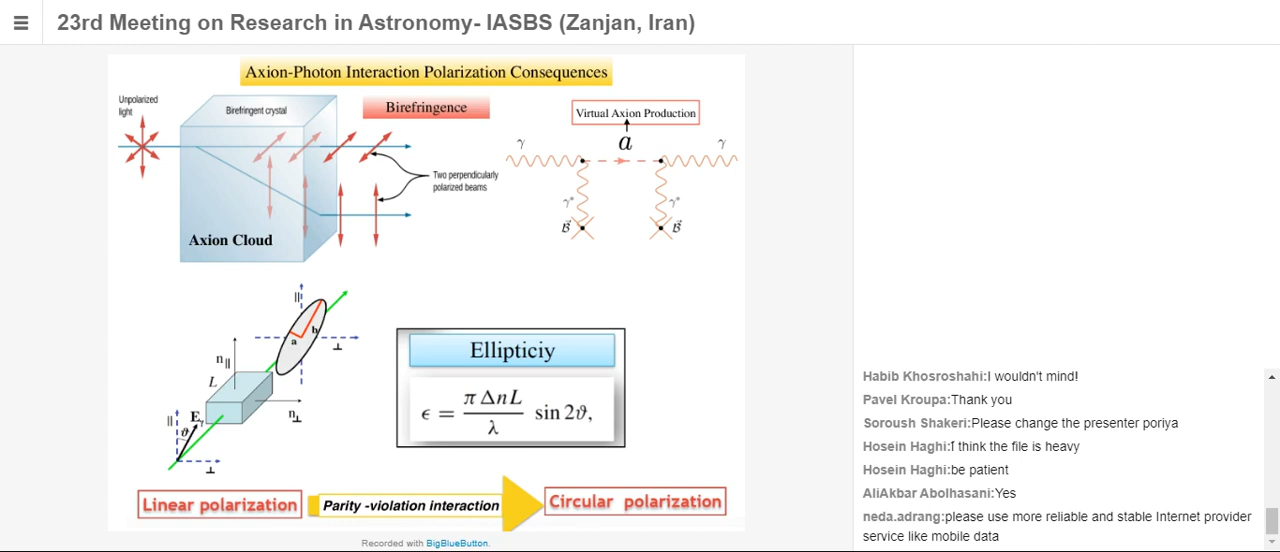 23rd Meeting on Research in Astronomy- IASBS (Zanjan, Iran)
Axion-Photon Interaction Polarization Consequences
Unpolarized
light
Birefringent crystal
Birefringence
Two perpendicularly
polarized beams
Axion Cloud
Virtual Axion Production
γ
a
γ
γ*
γ*
B⃗
B⃗
||
b
a
⊥
n||
L
n⊥
||
Eγ
ϑ
⊥
Ellipticiy
ϵ = πΔnL / λ sin 2ϑ,
Linear polarization
Parity -violation interaction
Circular polarization
Recorded with BigBlueButton.
Habib Khosroshahi:I wouldn't mind!
Pavel Kroupa:Thank you
Soroush Shakeri:Please change the presenter poriya
Hosein Haghi:I think the file is heavy
Hosein Haghi:be patient
AliAkbar Abolhasani:Yes
neda.adrang:please use more reliable and stable Internet provider
service like mobile data